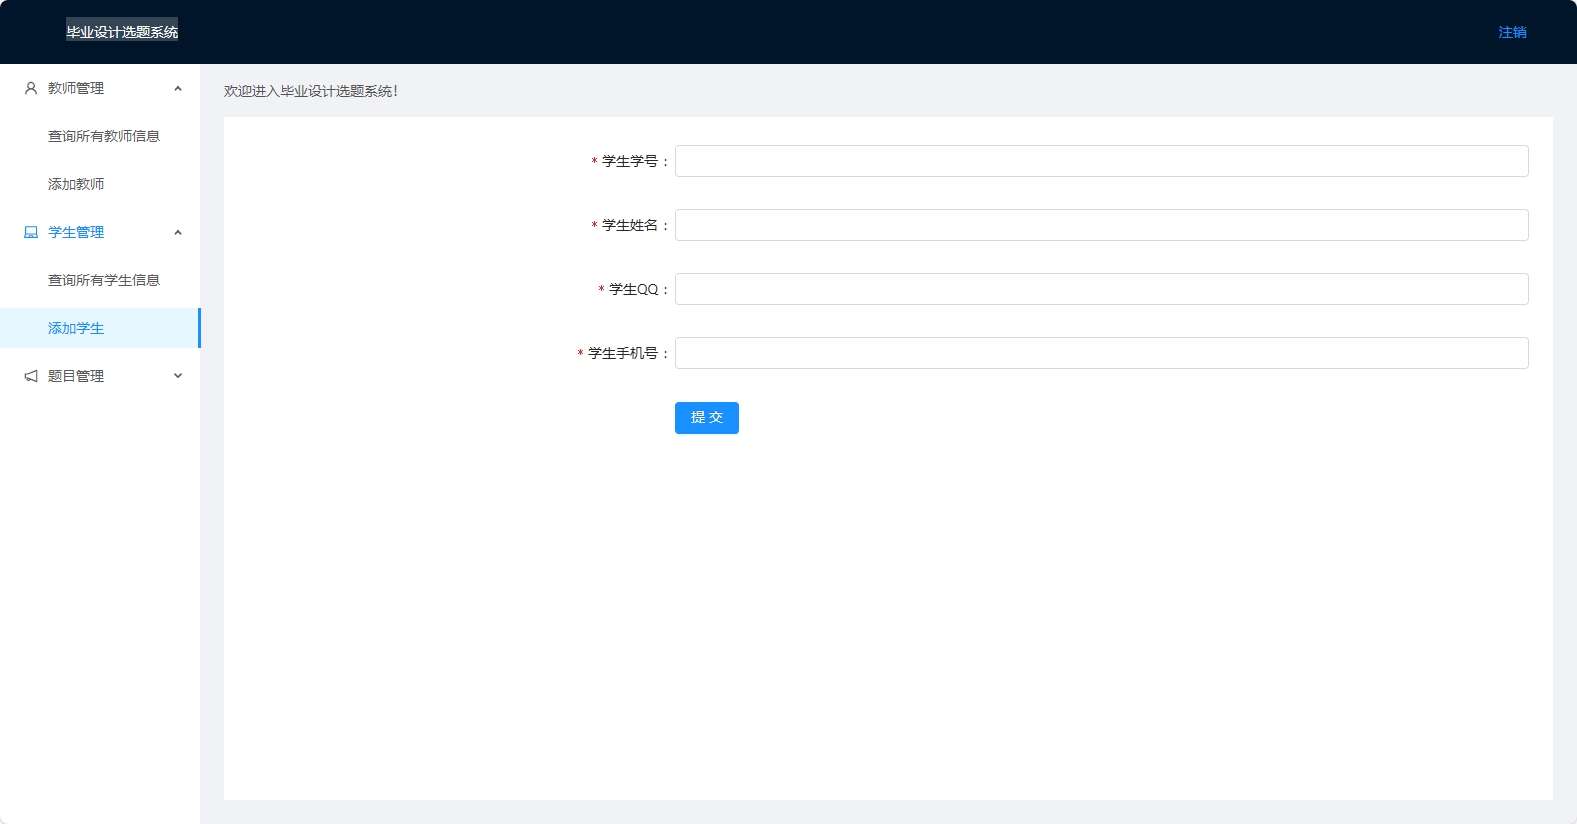 毕业设计选题系统
注销
教师管理
查询所有教师信息
添加教师
学生管理
查询所有学生信息
添加学生
题目管理
欢迎进入毕业设计选题系统!
* 学生学号 :
* 学生姓名 :
* 学生QQ :
* 学生手机号 :
提 交